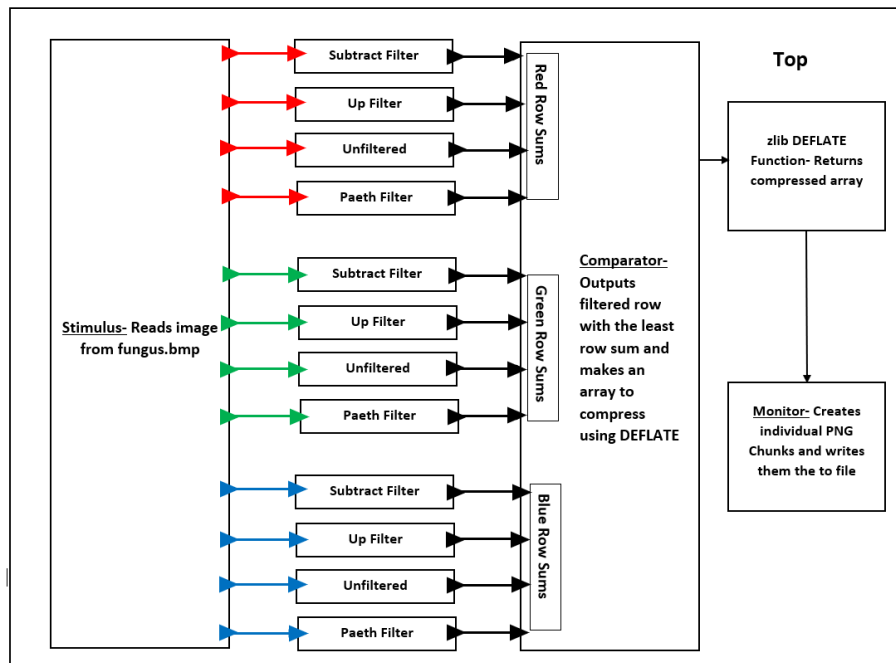 Top
Stimulus- Reads image
from fungus.bmp
Subtract Filter
Up Filter
Unfiltered
Paeth Filter
Red Row Sums
Subtract Filter
Up Filter
Unfiltered
Paeth Filter
Green Row Sums
Subtract Filter
Up Filter
Unfiltered
Paeth Filter
Blue Row Sums
Comparator-
Outputs
filtered row
with the least
row sum and
makes an
array to
compress
using DEFLATE
zlib DEFLATE
Function- Returns
compressed array
Monitor- Creates
individual PNG
Chunks and writes
them the to file